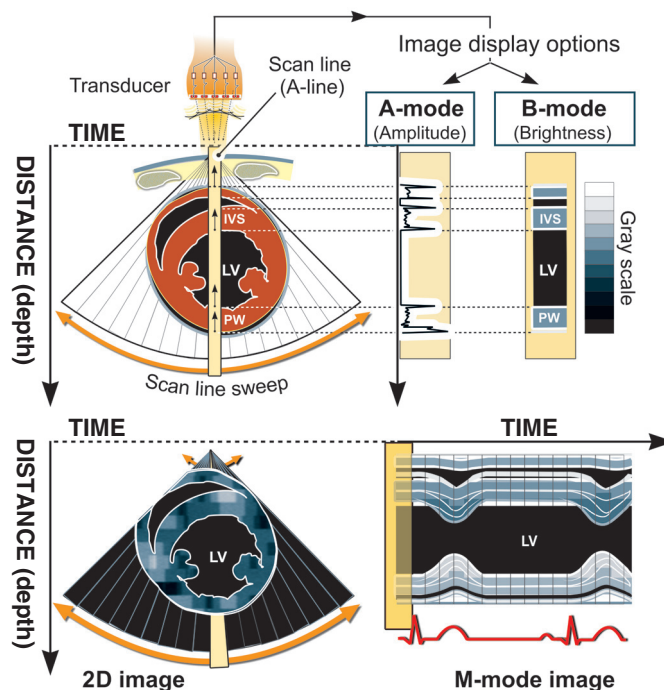 Image display options
Transducer
Scan line
(A-line)
A-mode
(Amplitude)
B-mode
(Brightness)
TIME
DISTANCE (depth)
IVS
LV
PW
IVS
LV
PW
Gray scale
Scan line sweep
TIME
TIME
DISTANCE (depth)
LV
LV
2D image
M-mode image